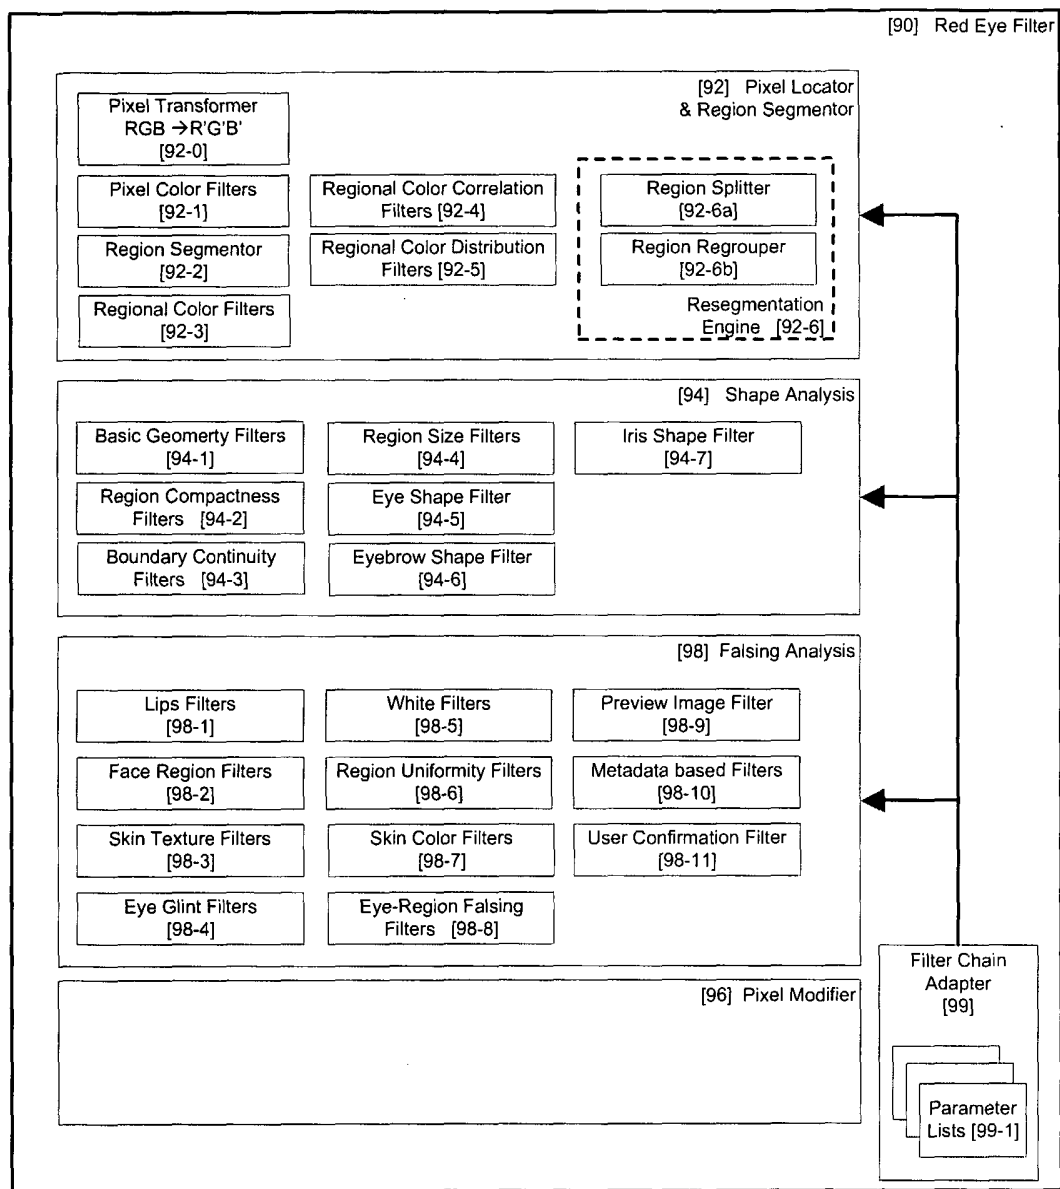 [90] Red Eye Filter
[92] Pixel Locator
& Region Segmentor
Pixel Transformer
RGB →R'G'B'
[92-0]
Pixel Color Filters
[92-1]
Region Segmentor
[92-2]
Regional Color Filters
[92-3]
Regional Color Correlation
Filters [92-4]
Regional Color Distribution
Filters [92-5]
Region Splitter
[92-6a]
Region Regrouper
[92-6b]
Resegmentation
Engine [92-6]
[94] Shape Analysis
Basic Geomerty Filters
[94-1]
Region Compactness
Filters [94-2]
Boundary Continuity
Filters [94-3]
Region Size Filters
[94-4]
Eye Shape Filter
[94-5]
Eyebrow Shape Filter
[94-6]
Iris Shape Filter
[94-7]
[98] Falsing Analysis
Lips Filters
[98-1]
Face Region Filters
[98-2]
Skin Texture Filters
[98-3]
Eye Glint Filters
[98-4]
White Filters
[98-5]
Region Uniformity Filters
[98-6]
Skin Color Filters
[98-7]
Eye-Region Falsing
Filters [98-8]
Preview Image Filter
[98-9]
Metadata based Filters
[98-10]
User Confirmation Filter
[98-11]
[96] Pixel Modifier
Filter Chain
Adapter
[99]
Parameter
Lists [99-1]